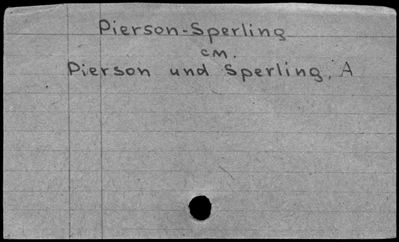 Pierson-Sperling
см.
Pierson und Sperling, A